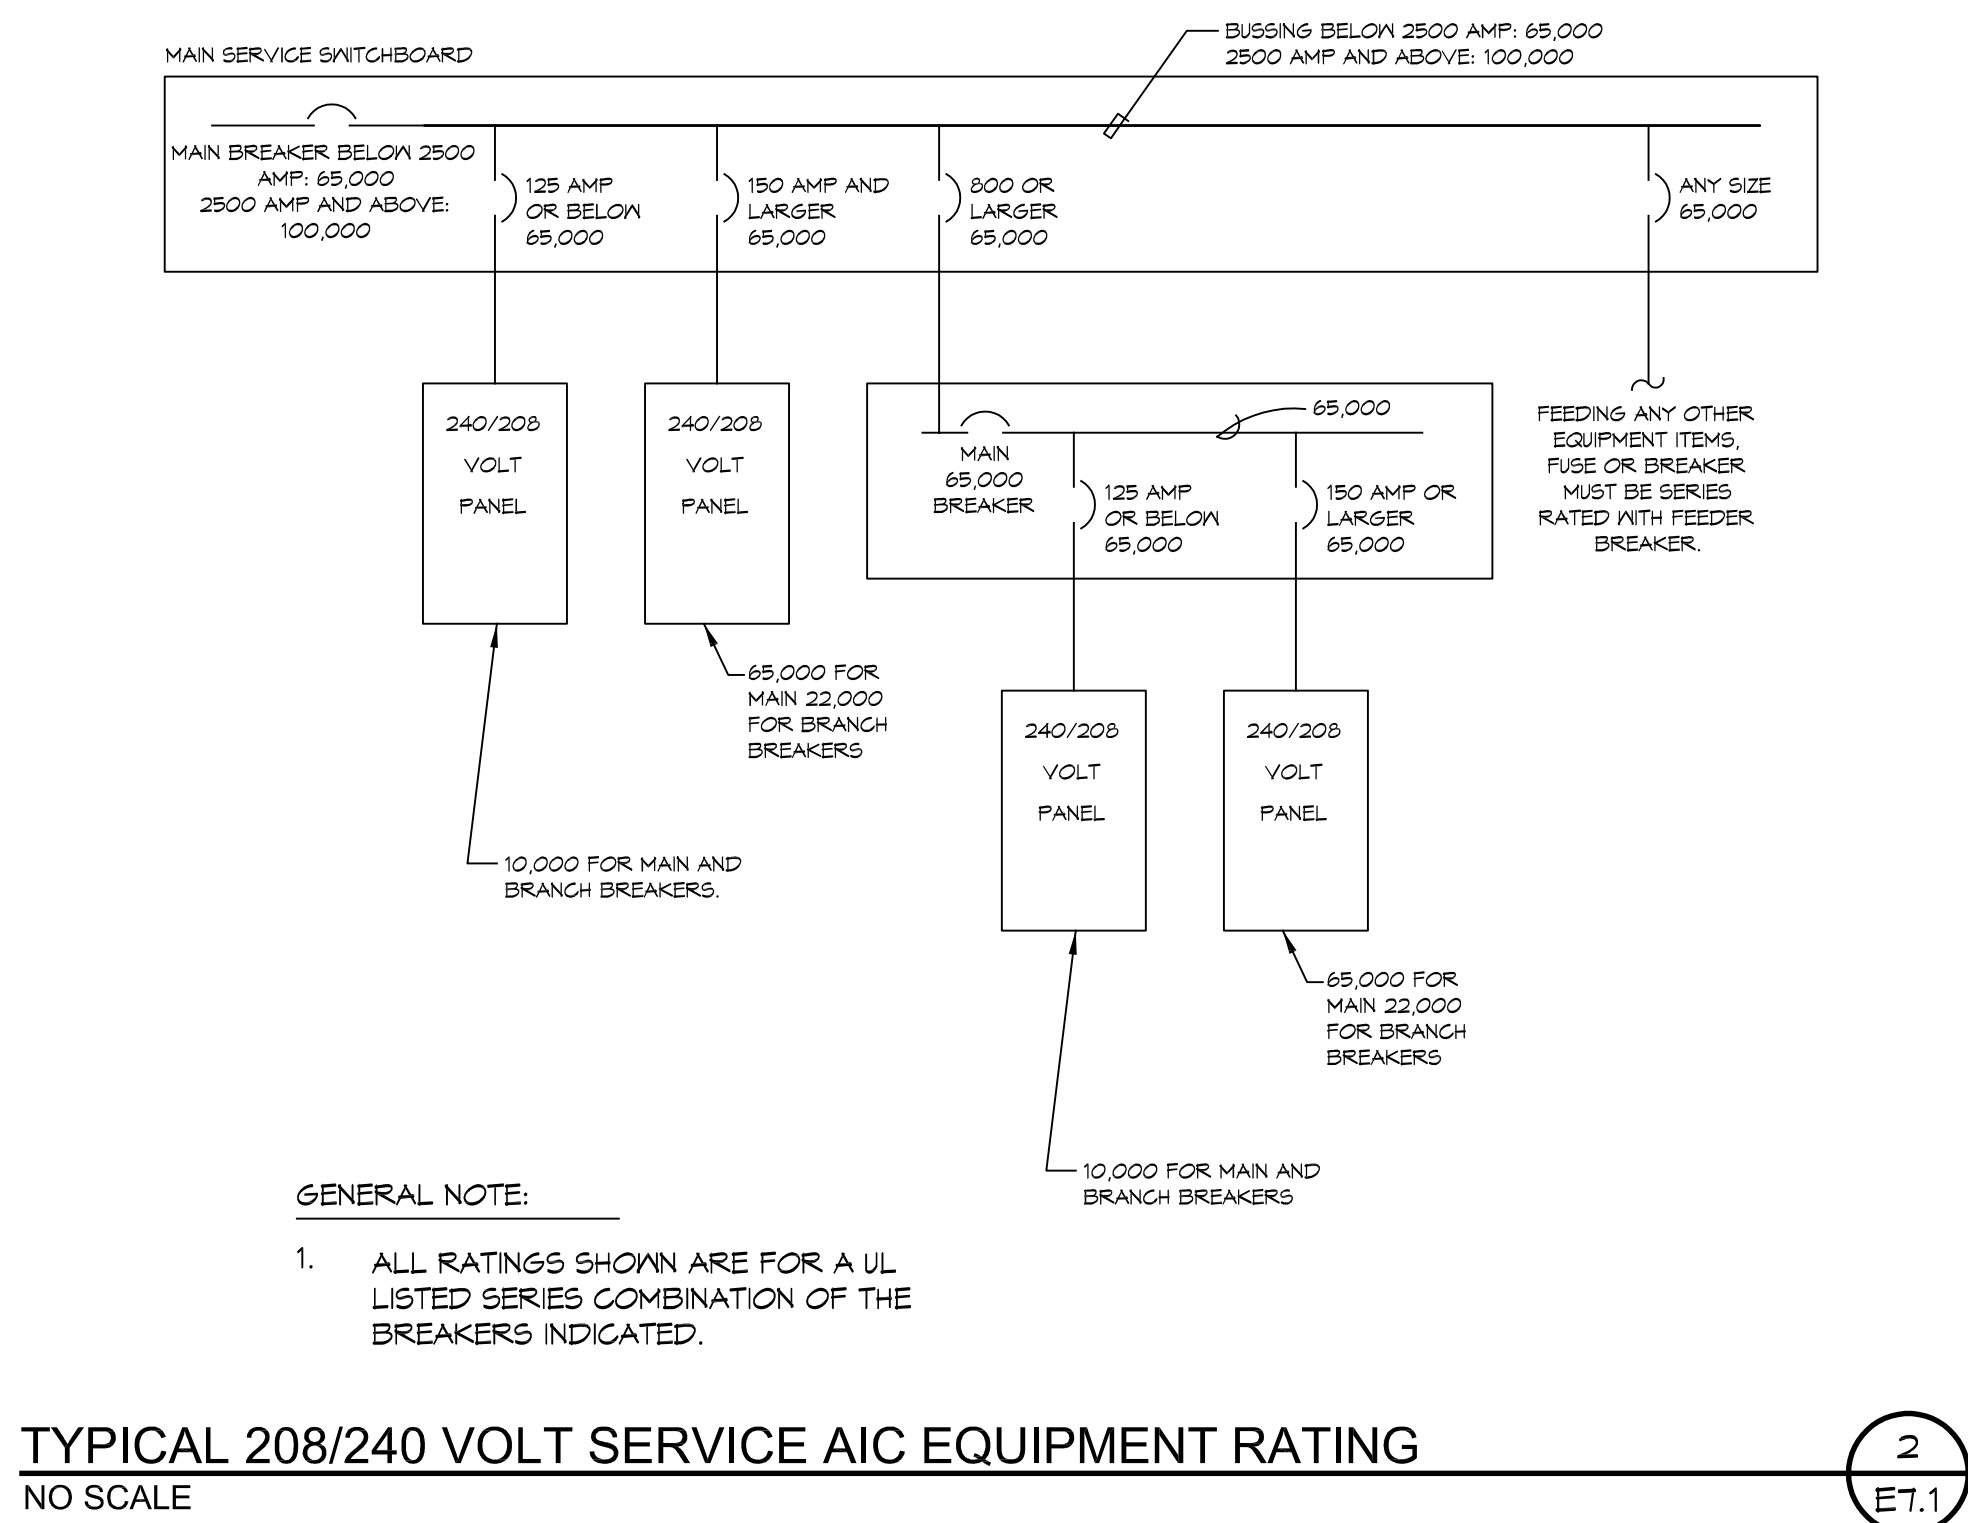 BUSSING BELOW 2500 AMP: 65,000
2500 AMP AND ABOVE: 100,000
MAIN SERVICE SWITCHBOARD
MAIN BREAKER BELOW 2500
AMP: 65,000
2500 AMP AND ABOVE:
100,000
125 AMP
OR BELOW
65,000
150 AMP AND
LARGER
65,000
800 OR
LARGER
65,000
ANY SIZE
65,000
240/208
VOLT
PANEL
240/208
VOLT
PANEL
65,000
MAIN
65,000
BREAKER
125 AMP
OR BELOW
65,000
150 AMP OR
LARGER
65,000
FEEDING ANY OTHER
EQUIPMENT ITEMS,
FUSE OR BREAKER
MUST BE SERIES
RATED WITH FEEDER
BREAKER.
65,000 FOR
MAIN 22,000
FOR BRANCH
BREAKERS
10,000 FOR MAIN AND
BRANCH BREAKERS.
240/208
VOLT
PANEL
240/208
VOLT
PANEL
65,000 FOR
MAIN 22,000
FOR BRANCH
BREAKERS
10,000 FOR MAIN AND
BRANCH BREAKERS
GENERAL NOTE:
1. ALL RATINGS SHOWN ARE FOR A UL
LISTED SERIES COMBINATION OF THE
BREAKERS INDICATED.
TYPICAL 208/240 VOLT SERVICE AIC EQUIPMENT RATING
NO SCALE
2
E7.1